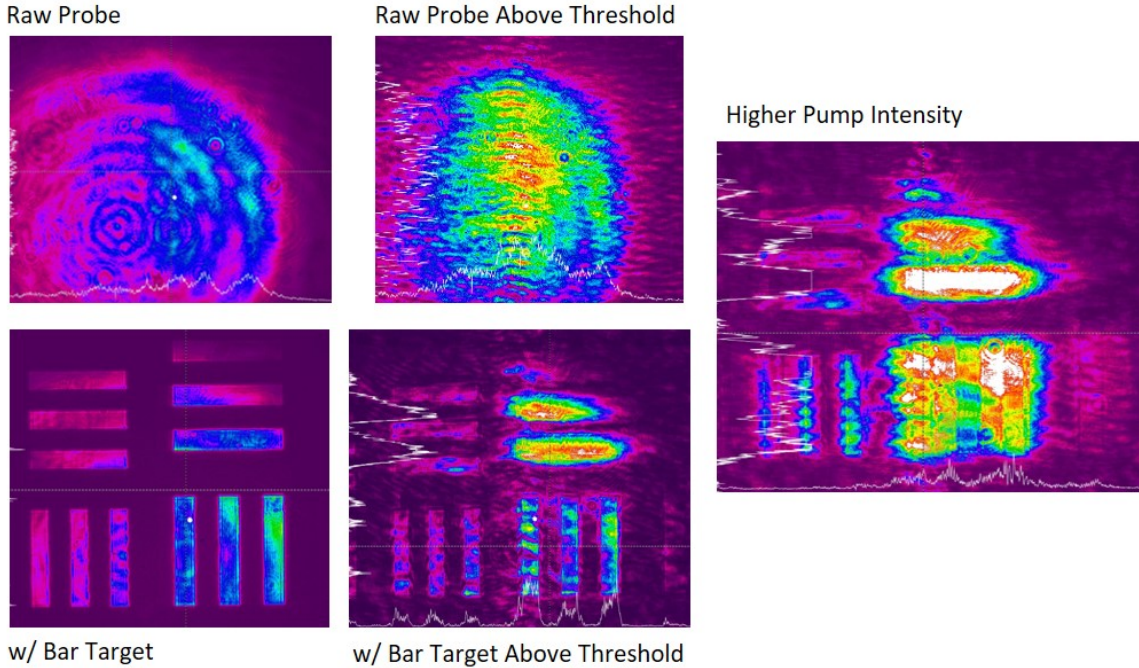 Raw Probe
Raw Probe Above Threshold
Higher Pump Intensity
w/ Bar Target
w/ Bar Target Above Threshold